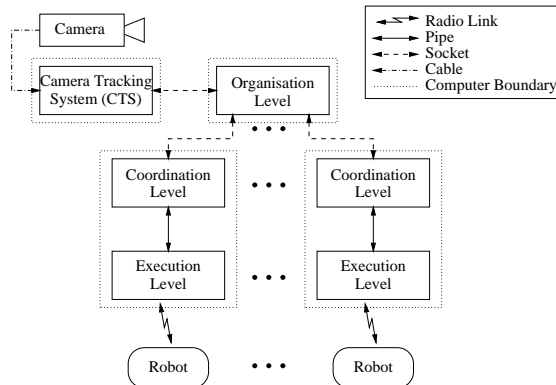 Camera
Camera Tracking
System (CTS)
Organisation
Level
Radio Link
Pipe
Socket
Cable
Computer Boundary
Coordination
Level
Coordination
Level
Execution
Level
Execution
Level
Robot
Robot